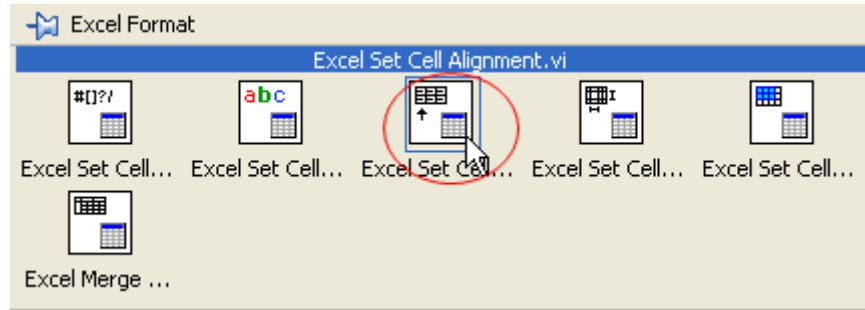 Excel Format
Excel Set Cell Alignment.vi
#[]?/
abc
Excel Set Cell... Excel Set Cell... Excel Set Cell... Excel Set Cell... Excel Set Cell...
Excel Merge ...